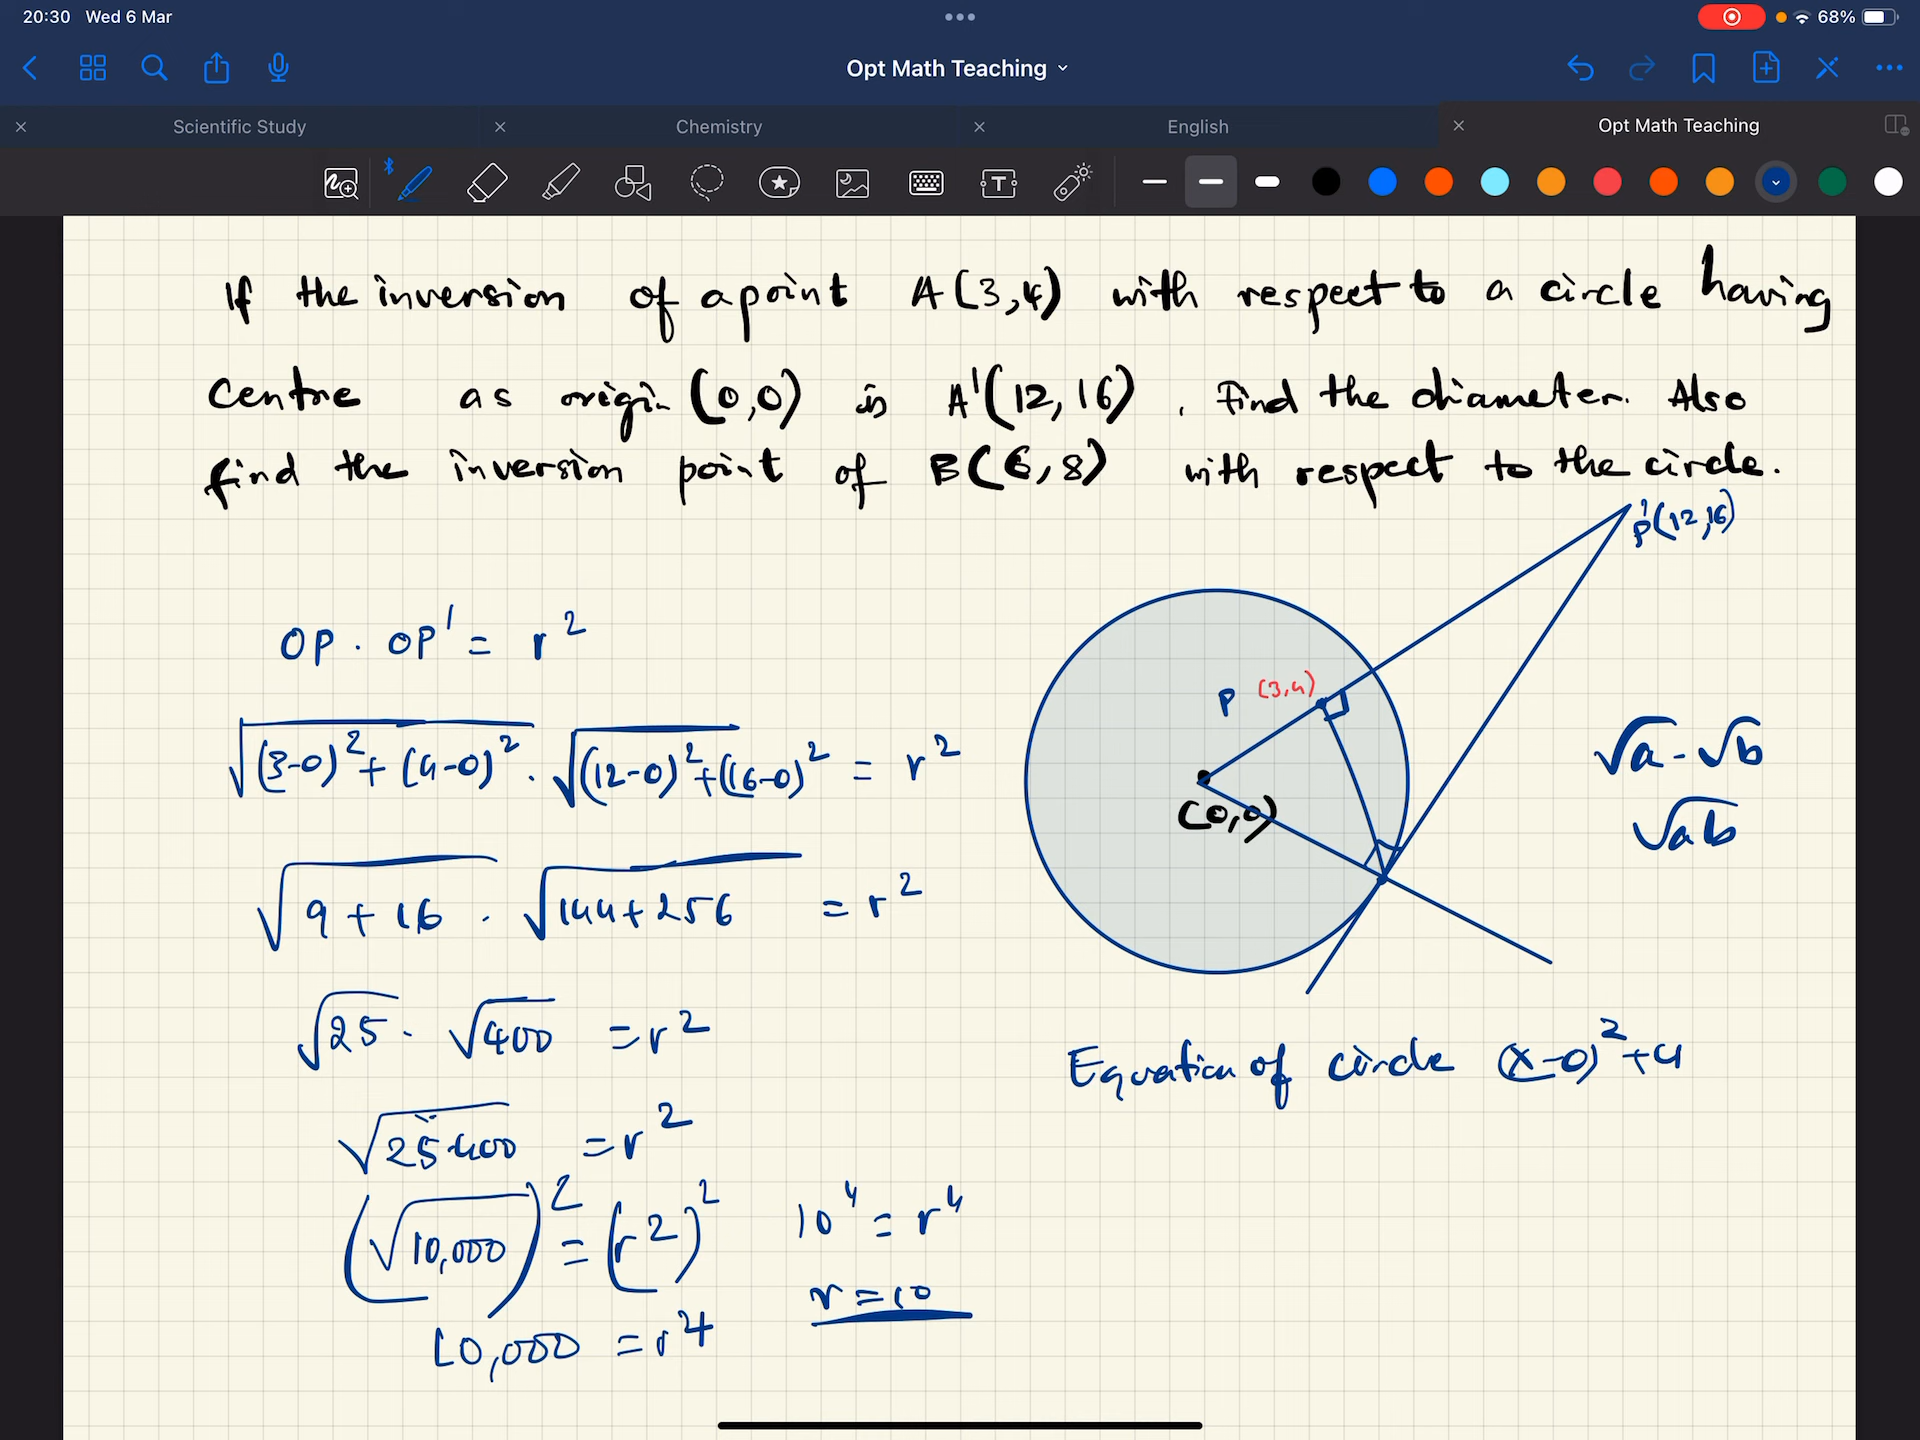 20:30 Wed 6 Mar
68%
Opt Math Teaching
Scientific Study
Chemistry
English
Opt Math Teaching
If the inversion of a point A(3,4) with respect to a circle having
centre as origin (0,0) is A'(12,16), find the diameter. Also
find the inversion point of B(6,8) with respect to the circle.
P'(12,16)
OP . OP' = r²
P (3,4)
√(3-0)²+(4-0)² . √(12-0)²+(16-0)² = r²
√a . √b
(0,0)
√ab
√9+16 . √144+256 = r²
√25 . √400 = r²
Equation of circle (x-0)²+4
√25·400 = r²
(√10,000)² = (r²)²
10⁴ = r⁴
r = 10
10,000 = r⁴